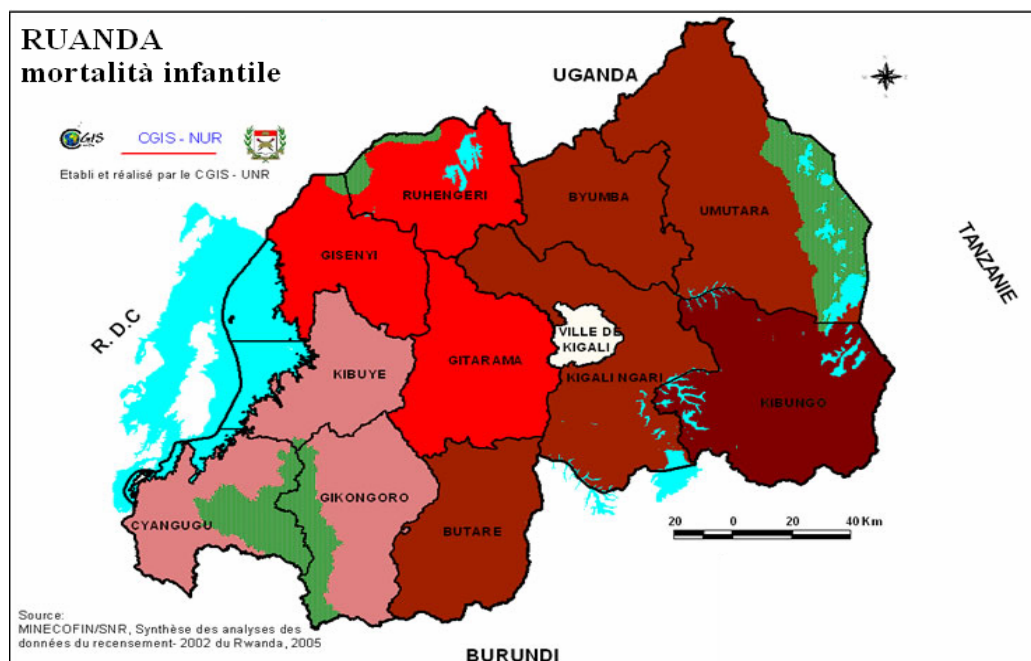 RUANDA
mortalità infantile
UGANDA
CGIS
CGIS - NUR
Etabli et réalisé par le CGIS - UNR
RUHENGERI
BYUMBA
UMUTARA
TANZANIE
GISENYI
R.D.C
VILLE DE
KIGALI
KIBUYE
GITARAMA
KIGALI NGARI
KIBUNGO
GIKONGORO
CYANGUGU
BUTARE
20 0 20 40 Km
Source:
MINECOFIN/SNR, Synthèse des analyses des
données du recensement- 2002 du Rwanda, 2005
BURUNDI